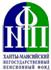 ХАНТЫ-МАНСИЙСКИЙ
НЕГОСУДАРСТВЕННЫЙ
ПЕНСИОННЫЙ ФОНД